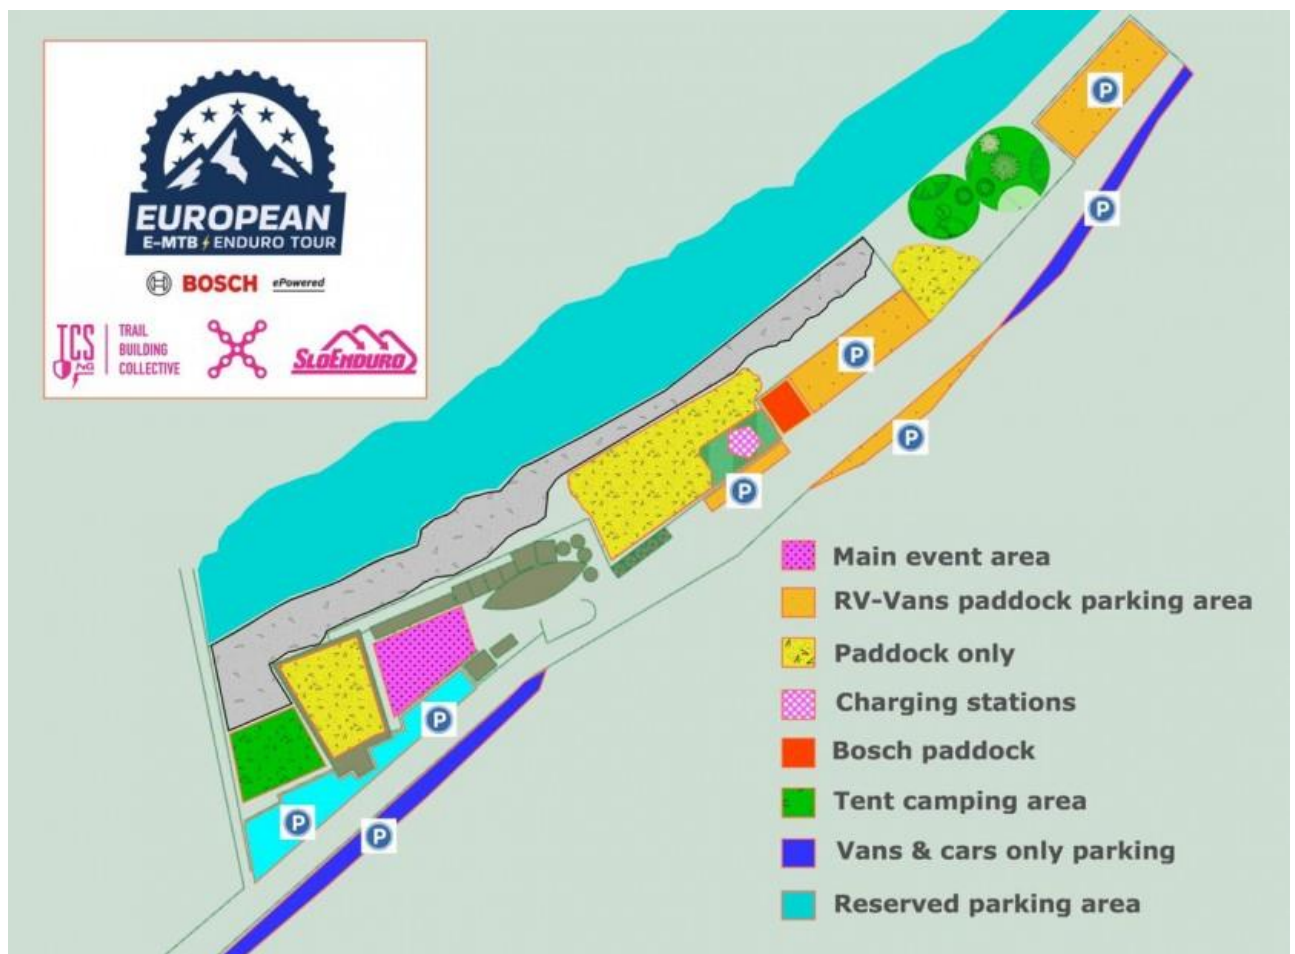 EUROPEAN
E-MTB ENDURO TOUR
BOSCH ePowered
TCS NG
TRAIL
BUILDING
COLLECTIVE
SLOENDURO
P
P
P
P
P
P
P
P
Main event area
RV-Vans paddock parking area
Paddock only
Charging stations
Bosch paddock
Tent camping area
Vans & cars only parking
Reserved parking area